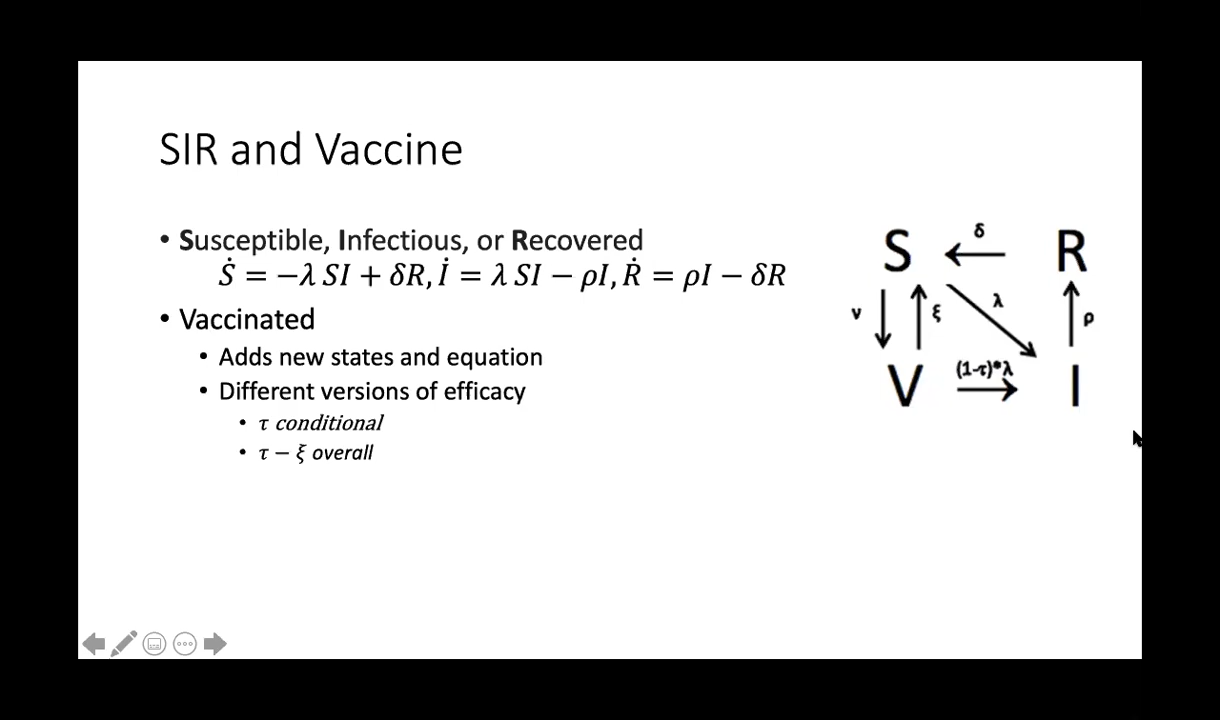 SIR and Vaccine
• Susceptible, Infectious, or Recovered
Ṡ = −λ SI + δR, İ = λ SI − ρI, Ṙ = ρI − δR
• Vaccinated
• Adds new states and equation
• Different versions of efficacy
• τ conditional
• τ − ξ overall
δ
S ← R
ν ξ λ ρ
(1-τ)*λ
V I